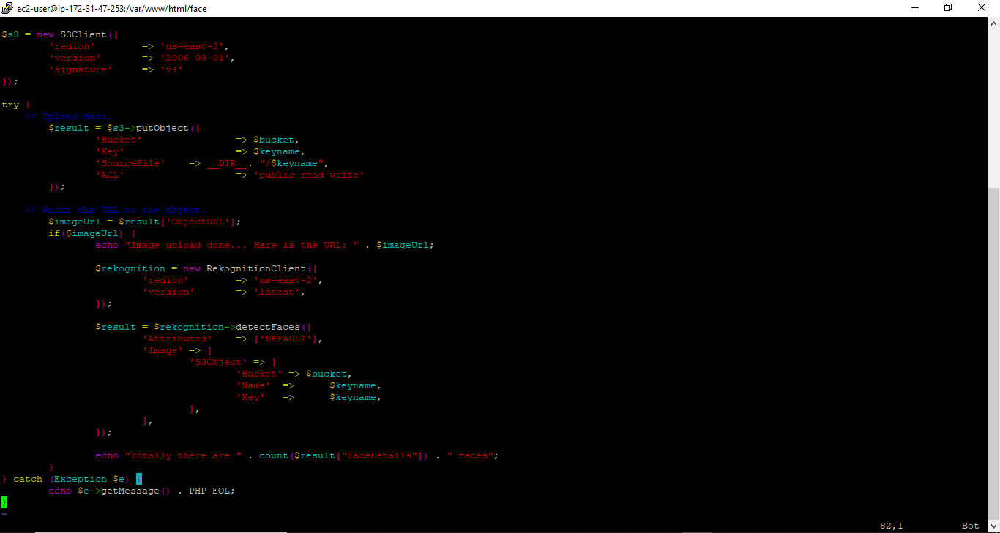 ec2-user@ip-172-31-47-253:/var/www/html/face
$s3 = new S3Client([
'region' => 'us-east-2',
'version' => '2006-03-01',
'signature' => 'v4'
]);
try {
// Upload data.
$result = $s3->putObject([
'Bucket' => $bucket,
'Key' => $keyname,
'SourceFile' => __DIR__. "/$keyname",
'ACL' => 'public-read-write'
]);
// Print the URL to the object.
$imageUrl = $result['ObjectURL'];
if($imageUrl) {
echo "Image upload done... Here is the URL: " . $imageUrl;
$rekognition = new RekognitionClient([
'region' => 'us-east-2',
'version' => 'latest',
]);
$result = $rekognition->detectFaces([
'Attributes' => ['DEFAULT'],
'Image' => [
'S3Object' => [
'Bucket' => $bucket,
'Name' => $keyname,
'Key' => $keyname,
],
],
]);
echo "Totally there are " . count($result["FaceDetails"]) . " faces";
}
} catch (Exception $e) {
echo $e->getMessage() . PHP_EOL;
}
~
82,1 Bot